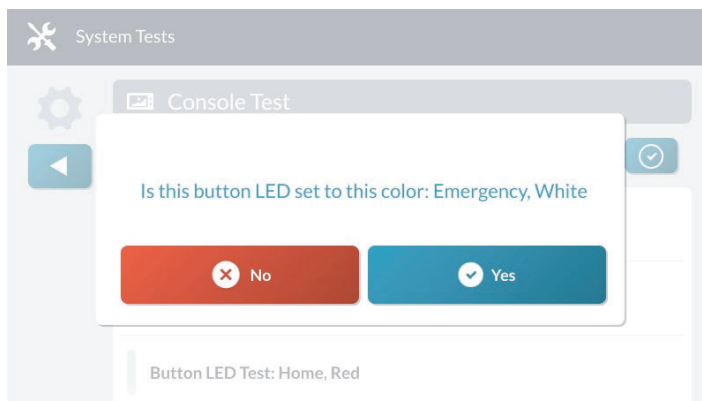 System Tests
Console Test
Is this button LED set to this color: Emergency, White
No
Yes
Button LED Test: Home, Red